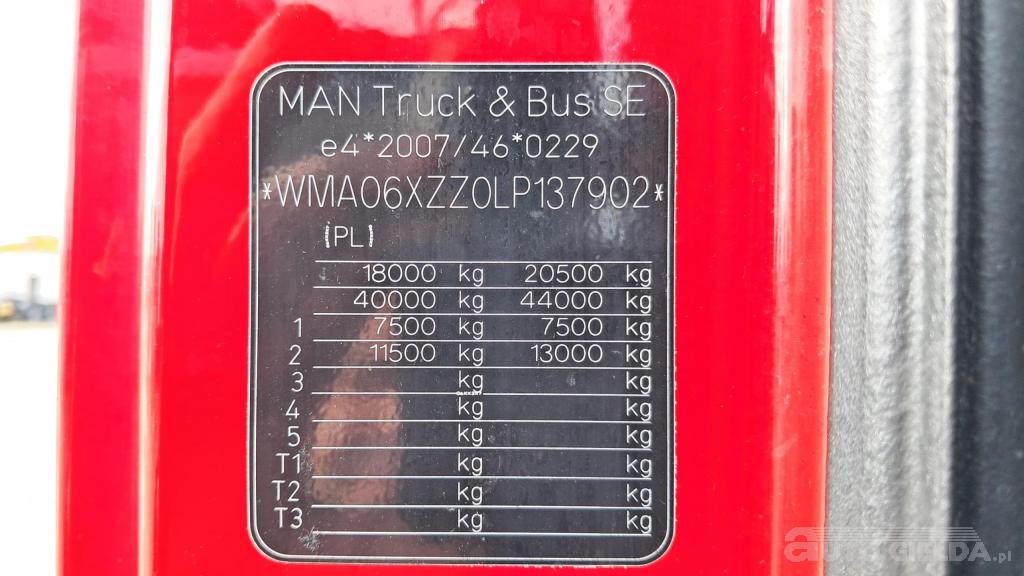 MAN Truck & Bus SE
e4*2007/46*0229
*WMA06XZZ0LP137902*
(PL)
18000 kg 20500 kg
40000 kg 44000 kg
1 7500 kg 7500 kg
2 11500 kg 13000 kg
3 kg kg
4 kg kg
5 kg kg
T1 kg kg
T2 kg kg
T3 kg kg
AUTOGIEŁDA.pl